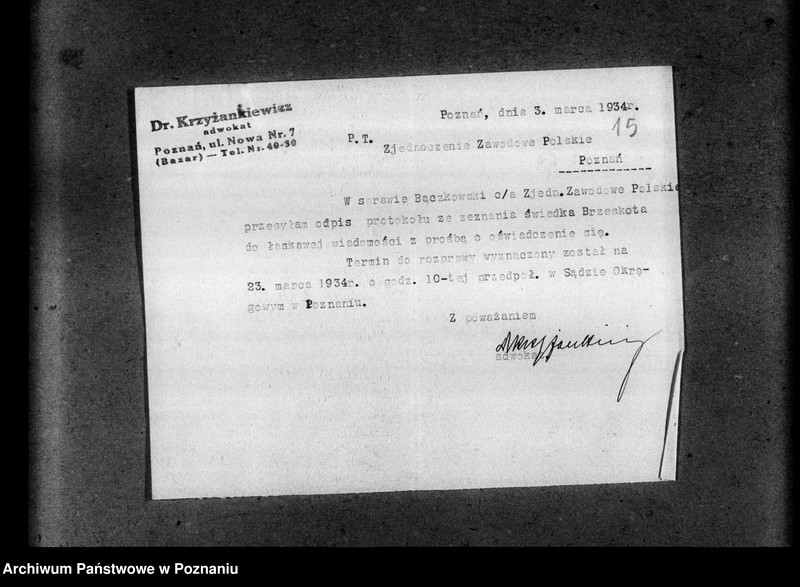 Dr. Krzyżankiewicz
adwokat
Poznań, ul. Nowa Nr. 7
(Bazar) — Tel. Nr. 40-30
Poznań, dnia 3. marca 1934r.
15
P.T.
Zjednoczenie Zawodowe Polskie
Poznań
W sprawie Bączkowski c/a Zjedn.Zawodowe Polskie
przesyłam odpis protokołu ze zeznania świadka Brzeskota
do łaskawej wiadomości z prośbą o oświadczenie się.
Termin do rozprawy wyznaczony został na
23. marca 1934r. o godz. 10-tej przedpoł. w Sądzie Okrę-
gowym w Poznaniu.
Z poważaniem
adwokat
Archiwum Państwowe w Poznaniu